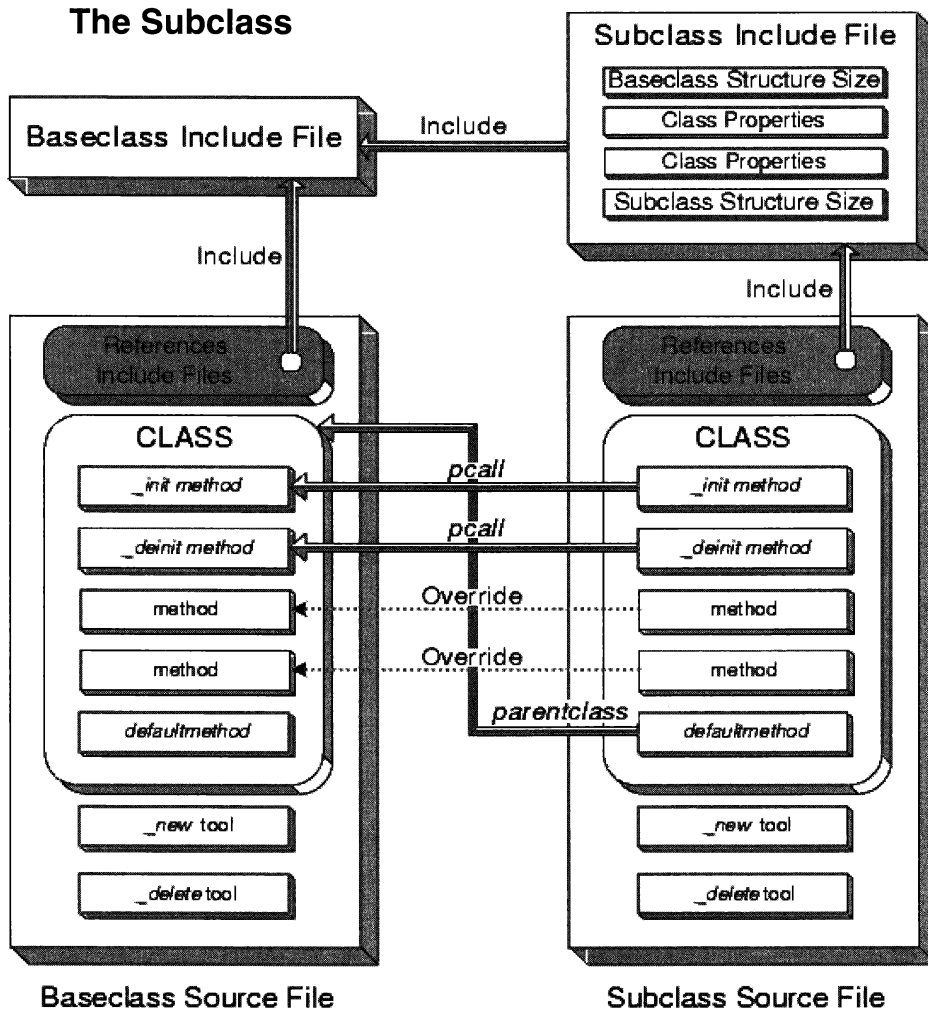 The Subclass
Subclass Include File
Baseclass Structure Size
Class Properties
Class Properties
Subclass Structure Size
Baseclass Include File
Include
Include
Include
References
Include Files
CLASS
_init method
_deinit method
method
method
defaultmethod
_new tool
_delete tool
pcall
pcall
Override
Override
parentclass
References
Include Files
CLASS
_init method
_deinit method
method
method
defaultmethod
_new tool
_delete tool
Baseclass Source File
Subclass Source File